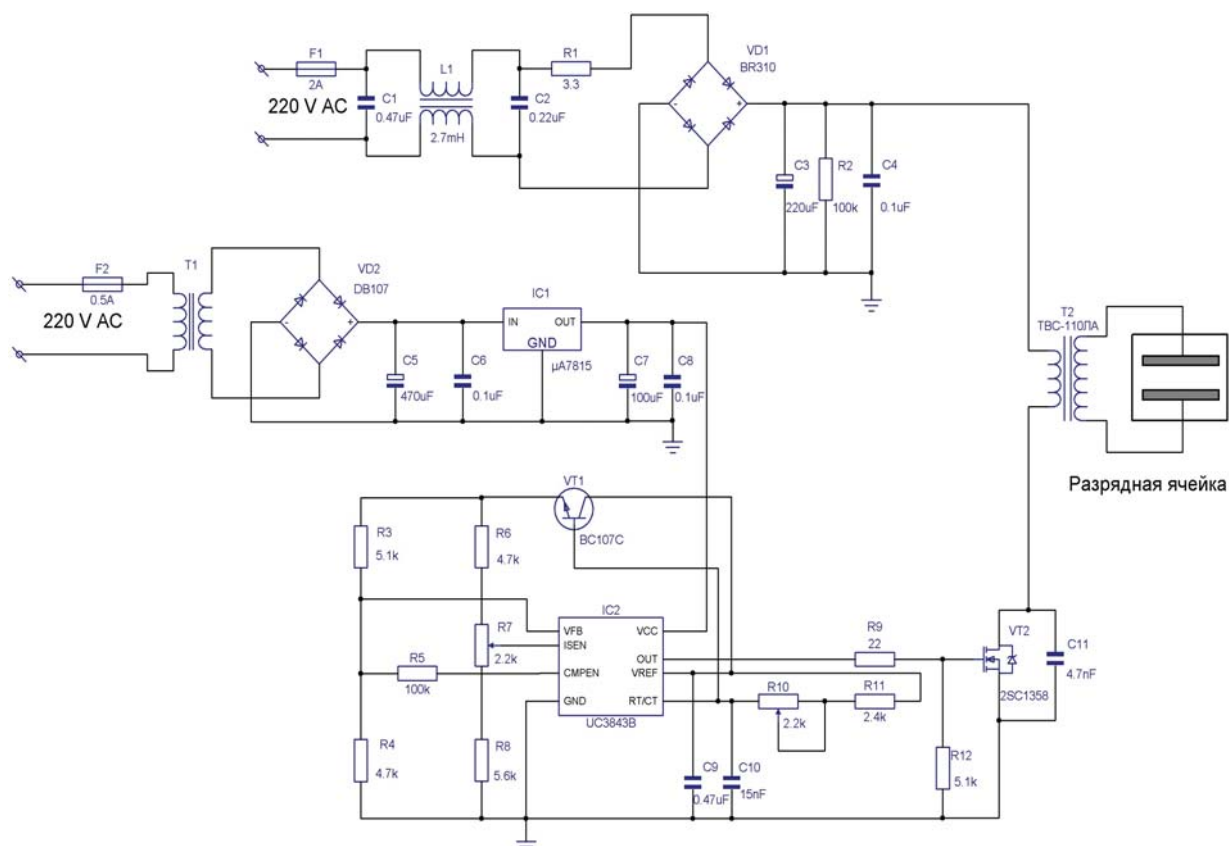 F1
2A
220 V AC
C1
0.47uF
L1
2.7mH
C2
0.22uF
R1
3.3
VD1
BR310
-
+
C3
220uF
R2
100k
C4
0.1uF
F2
0.5A
220 V AC
T1
VD2
DB107
-
+
C5
470uF
C6
0.1uF
IC1
IN
OUT
GND
µA7815
C7
100uF
C8
0.1uF
T2
ТВС-110ЛА
Разрядная ячейка
VT1
BC107C
R3
5.1k
R6
4.7k
R7
2.2k
R5
100k
R4
4.7k
R8
5.6k
IC2
VFB
ISEN
CMPEN
GND
VCC
OUT
VREF
RT/CT
UC3843B
R9
22
R10
2.2k
R11
2.4k
C9
0.47uF
C10
15nF
R12
5.1k
VT2
2SC1358
C11
4.7nF